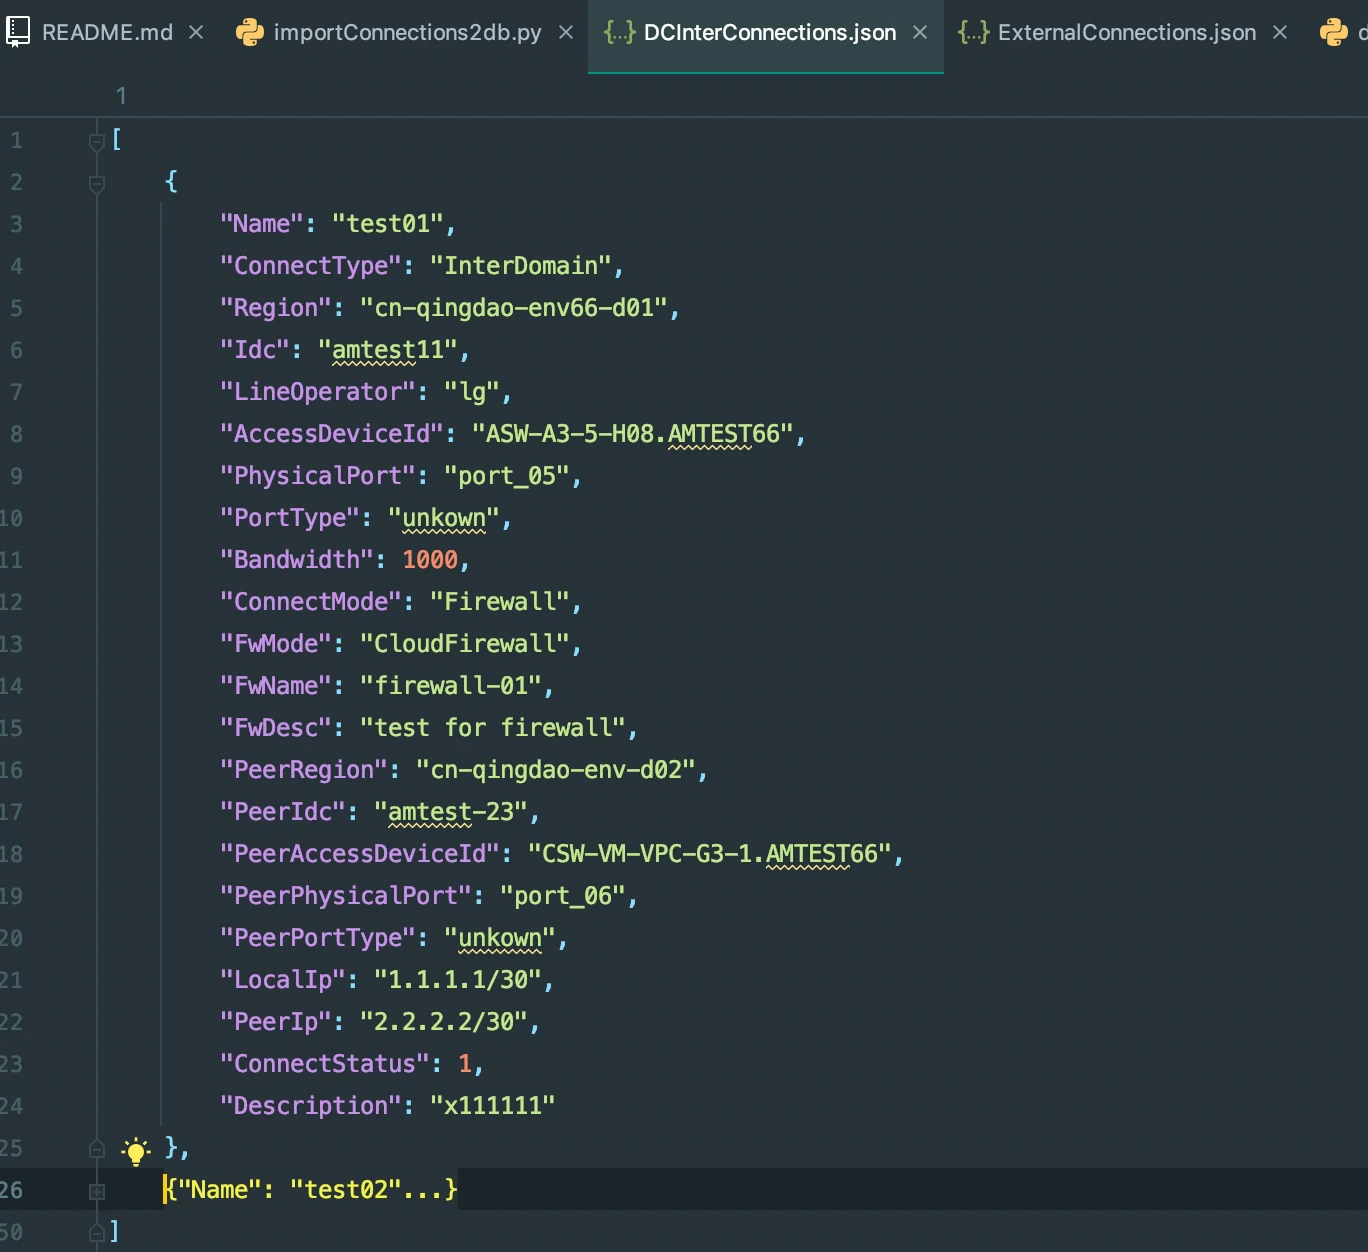 README.md importConnections2db.py {...} DCInterConnections.json {...} ExternalConnections.json d
1
1 [
2 {
3 "Name": "test01",
4 "ConnectType": "InterDomain",
5 "Region": "cn-qingdao-env66-d01",
6 "Idc": "amtest11",
7 "LineOperator": "lg",
8 "AccessDeviceId": "ASW-A3-5-H08.AMTEST66",
9 "PhysicalPort": "port_05",
10 "PortType": "unkown",
11 "Bandwidth": 1000,
12 "ConnectMode": "Firewall",
13 "FwMode": "CloudFirewall",
14 "FwName": "firewall-01",
15 "FwDesc": "test for firewall",
16 "PeerRegion": "cn-qingdao-env-d02",
17 "PeerIdc": "amtest-23",
18 "PeerAccessDeviceId": "CSW-VM-VPC-G3-1.AMTEST66",
19 "PeerPhysicalPort": "port_06",
20 "PeerPortType": "unkown",
21 "LocalIp": "1.1.1.1/30",
22 "PeerIp": "2.2.2.2/30",
23 "ConnectStatus": 1,
24 "Description": "x111111"
25 },
26 {"Name": "test02"...}
50 ]